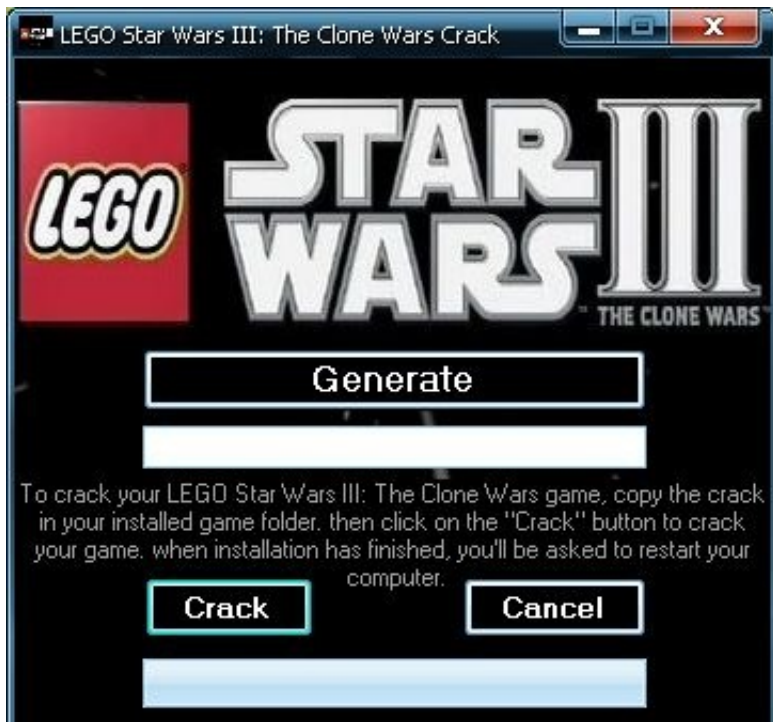 LEGO Star Wars III: The Clone Wars Crack
LEGO
STAR
WARS
III
THE CLONE WARS
Generate
To crack your LEGO Star Wars III: The Clone Wars game, copy the crack
in your installed game folder. then click on the "Crack" button to crack
your game. when installation has finished, you'll be asked to restart your
computer.
Crack Cancel